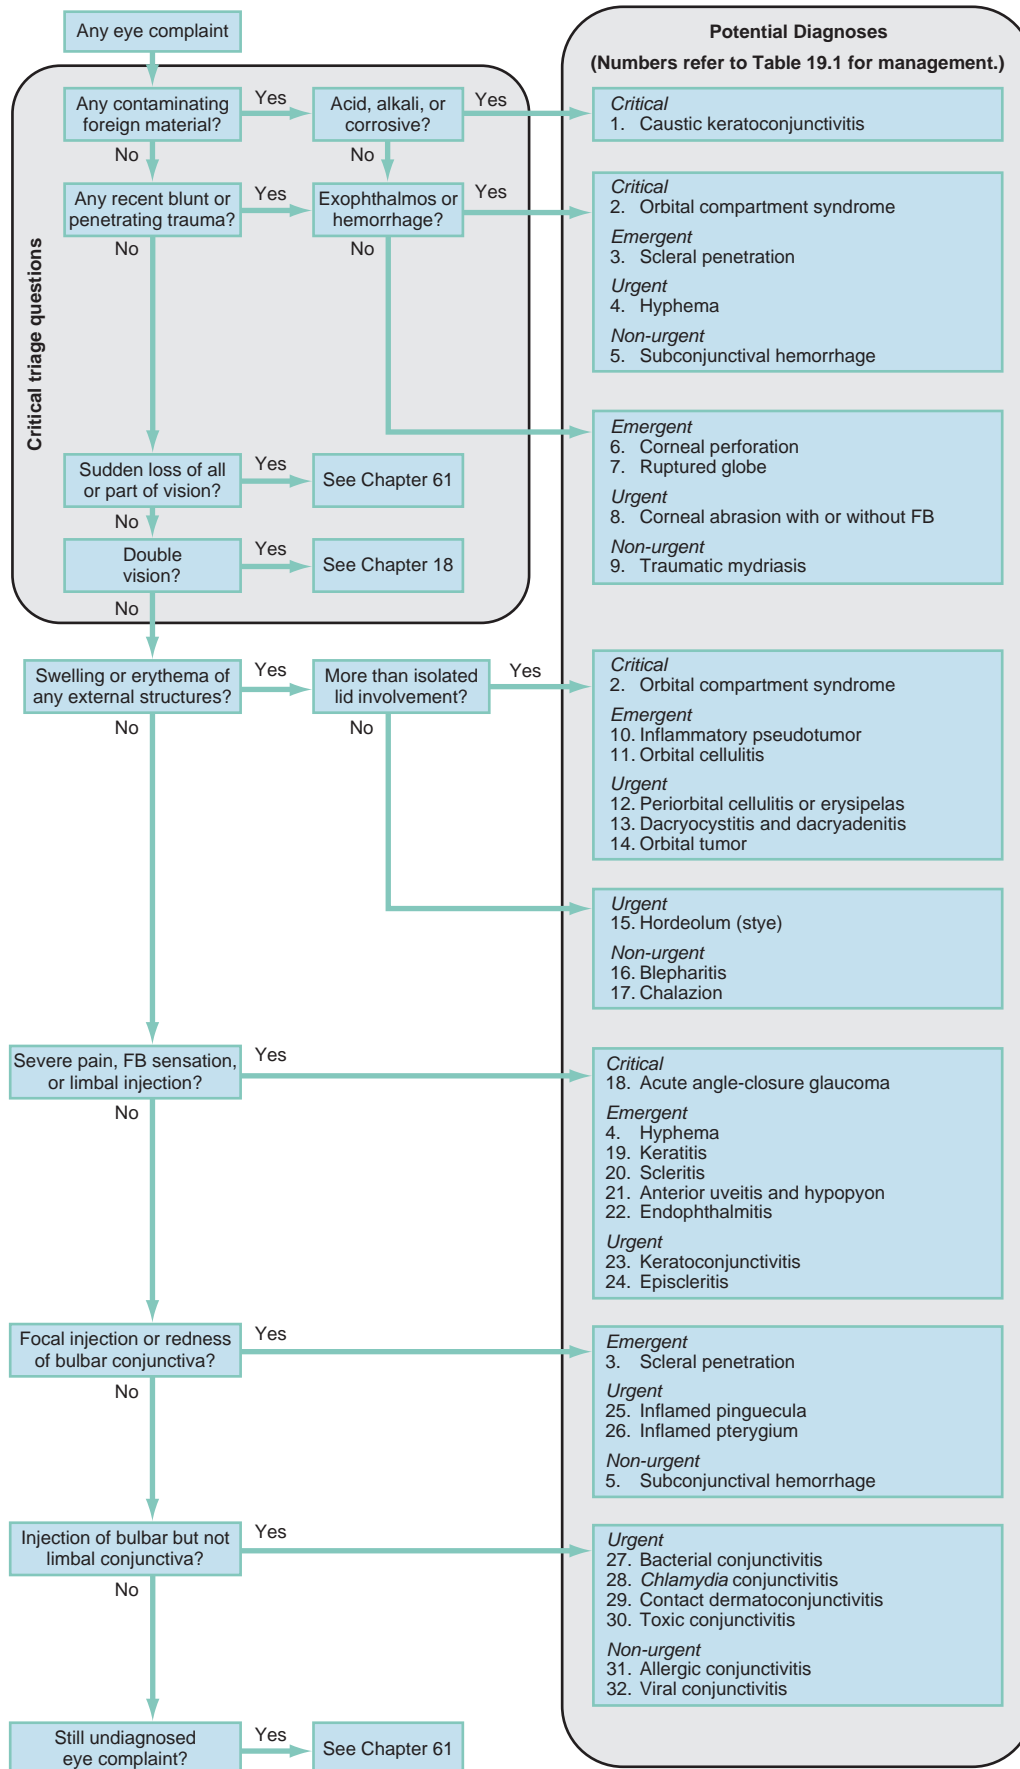 Any eye complaint
Potential Diagnoses
(Numbers refer to Table 19.1 for management.)
Critical triage questions
Any contaminating
foreign material?
Yes
Acid, alkali, or
corrosive?
Yes
Critical
1. Caustic keratoconjunctivitis
No
No
Any recent blunt or
penetrating trauma?
Yes
Exophthalmos or
hemorrhage?
Yes
Critical
2. Orbital compartment syndrome
Emergent
3. Scleral penetration
Urgent
4. Hyphema
Non-urgent
5. Subconjunctival hemorrhage
No
No
Emergent
6. Corneal perforation
7. Ruptured globe
Urgent
8. Corneal abrasion with or without FB
Non-urgent
9. Traumatic mydriasis
Sudden loss of all
or part of vision?
Yes
See Chapter 61
No
Double
vision?
Yes
See Chapter 18
No
Swelling or erythema of
any external structures?
Yes
More than isolated
lid involvement?
Yes
Critical
2. Orbital compartment syndrome
Emergent
10. Inflammatory pseudotumor
11. Orbital cellulitis
Urgent
12. Periorbital cellulitis or erysipelas
13. Dacryocystitis and dacryadenitis
14. Orbital tumor
No
No
Urgent
15. Hordeolum (stye)
Non-urgent
16. Blepharitis
17. Chalazion
Severe pain, FB sensation,
or limbal injection?
Yes
Critical
18. Acute angle-closure glaucoma
Emergent
4. Hyphema
19. Keratitis
20. Scleritis
21. Anterior uveitis and hypopyon
22. Endophthalmitis
Urgent
23. Keratoconjunctivitis
24. Episcleritis
No
Focal injection or redness
of bulbar conjunctiva?
Yes
Emergent
3. Scleral penetration
Urgent
25. Inflamed pinguecula
26. Inflamed pterygium
Non-urgent
5. Subconjunctival hemorrhage
No
Injection of bulbar but not
limbal conjunctiva?
Yes
Urgent
27. Bacterial conjunctivitis
28. Chlamydia conjunctivitis
29. Contact dermatoconjunctivitis
30. Toxic conjunctivitis
Non-urgent
31. Allergic conjunctivitis
32. Viral conjunctivitis
No
Still undiagnosed
eye complaint?
Yes
See Chapter 61